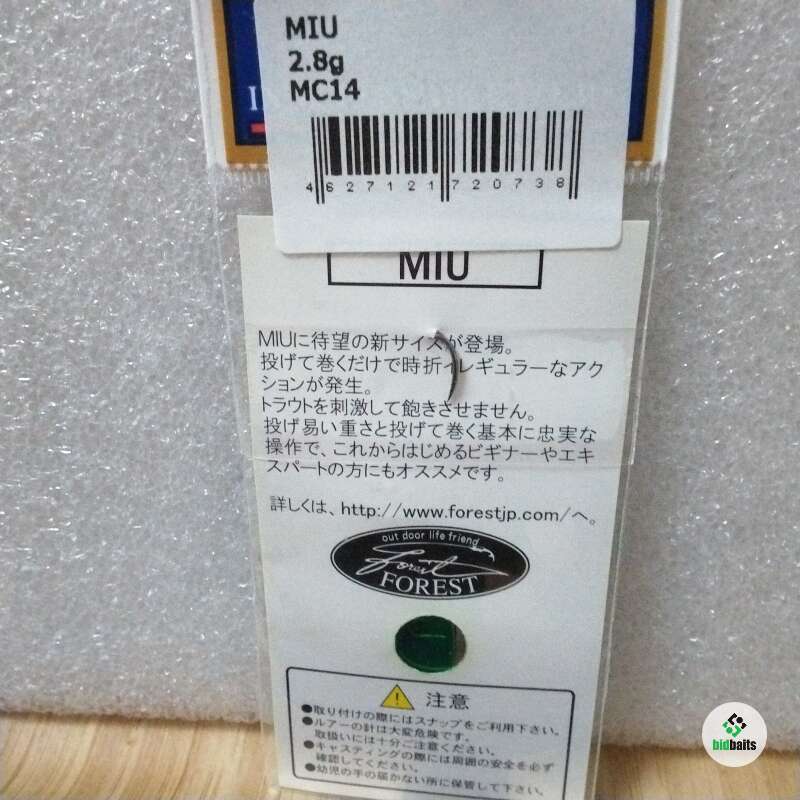 MIU
2.8g
MC14
4627121720738
MIU
MIUに待望の新サイズが登場。
投げて巻くだけで時折イレギュラーなアク
ションが発生。
トラウトを刺激して飽きさせません。
投げ易い重さと投げて巻く基本に忠実な
操作で、これからはじめるビギナーやエキ
スパートの方にもオススメです。
詳しくは、http://www.forestjp.com/へ。
out door life friend
Forest
FOREST
注意
●取り付けの際にはスナップをご利用下さい。
●ルアーの針は大変危険です。
取扱いには十分ご注意ください。
●キャスティングの際には周囲の安全を必ず
確認してください。
●幼児の手の届かない所に保管して下さい。
bidbaits